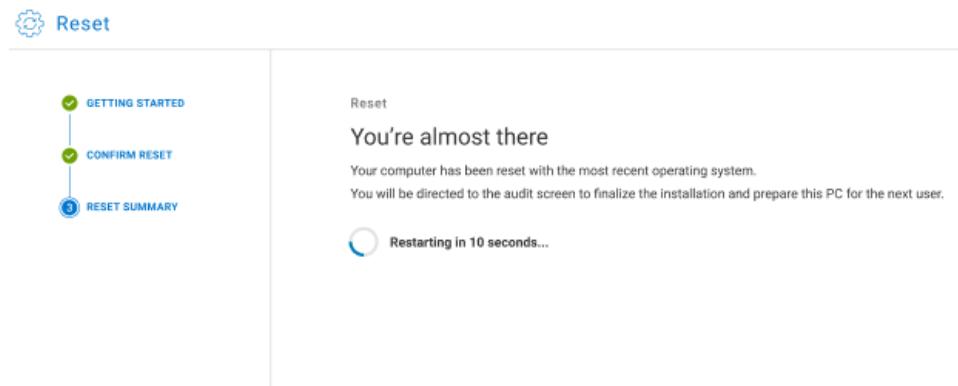 Reset
GETTING STARTED
CONFIRM RESET
3 RESET SUMMARY
Reset
You're almost there
Your computer has been reset with the most recent operating system.
You will be directed to the audit screen to finalize the installation and prepare this PC for the next user.
Restarting in 10 seconds...